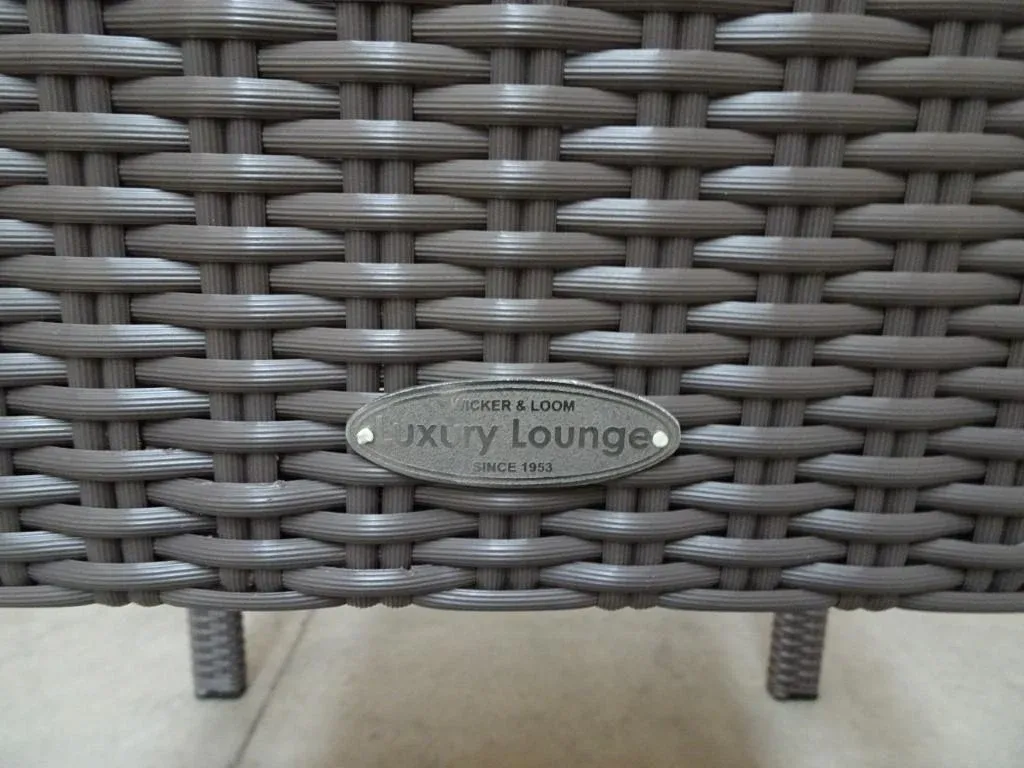 WICKER & LOOM
Luxury Lounge
SINCE 1953